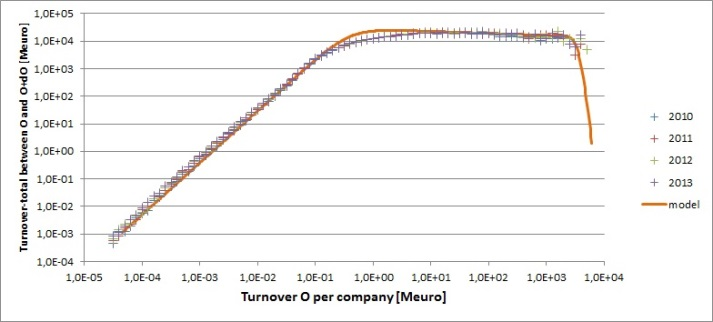 Turnover-total between O and O+dO [Meuro]
1,0E+05
1,0E+04
1,0E+03
1,0E+02
1,0E+01
1,0E+00
1,0E-01
1,0E-02
1,0E-03
1,0E-04
1,0E-05 1,0E-04 1,0E-03 1,0E-02 1,0E-01 1,0E+00 1,0E+01 1,0E+02 1,0E+03 1,0E+04
Turnover O per company [Meuro]
2010
2011
2012
2013
model